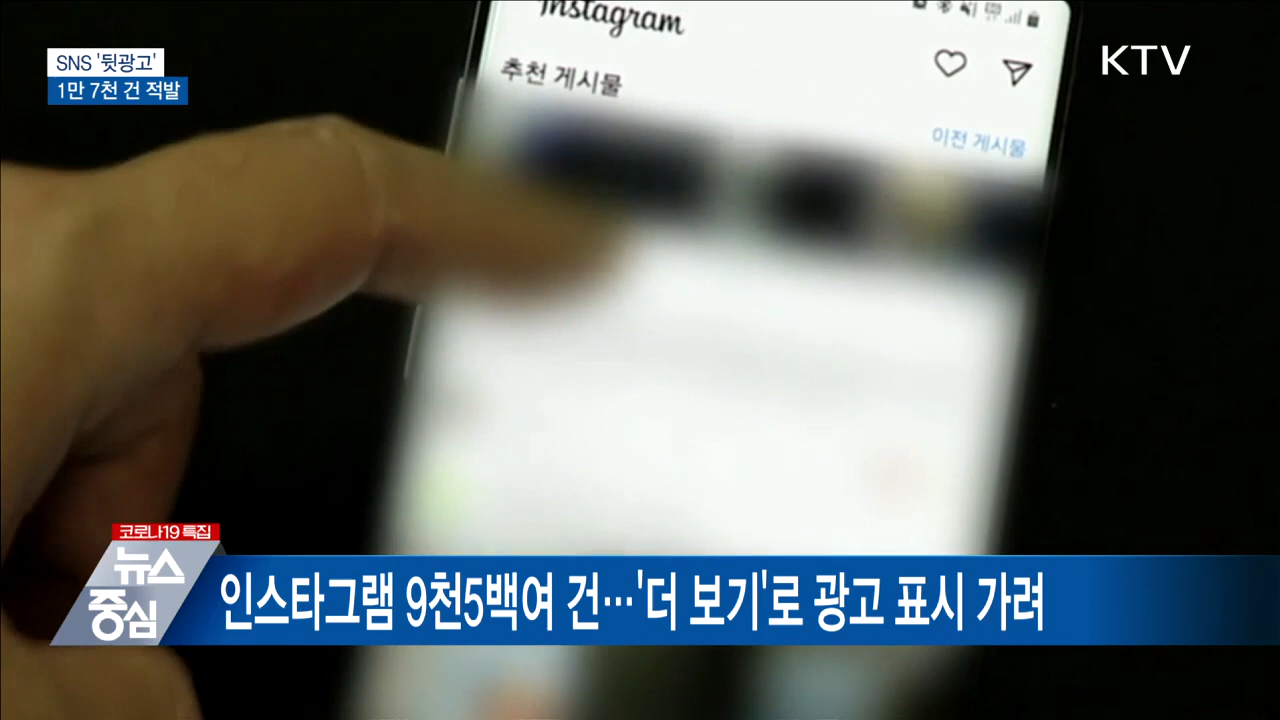 SNS '뒷광고'
1만 7천 건 적발
KTV
Instagram
추천 게시물
이전 게시물
코로나19 특집
뉴스
중심
인스타그램 9천5백여 건…'더 보기'로 광고 표시 가려